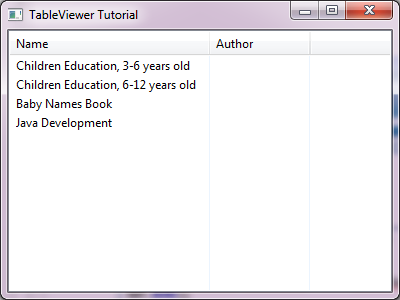 TableViewer Tutorial
Name Author
Children Education, 3-6 years old
Children Education, 6-12 years old
Baby Names Book
Java Development